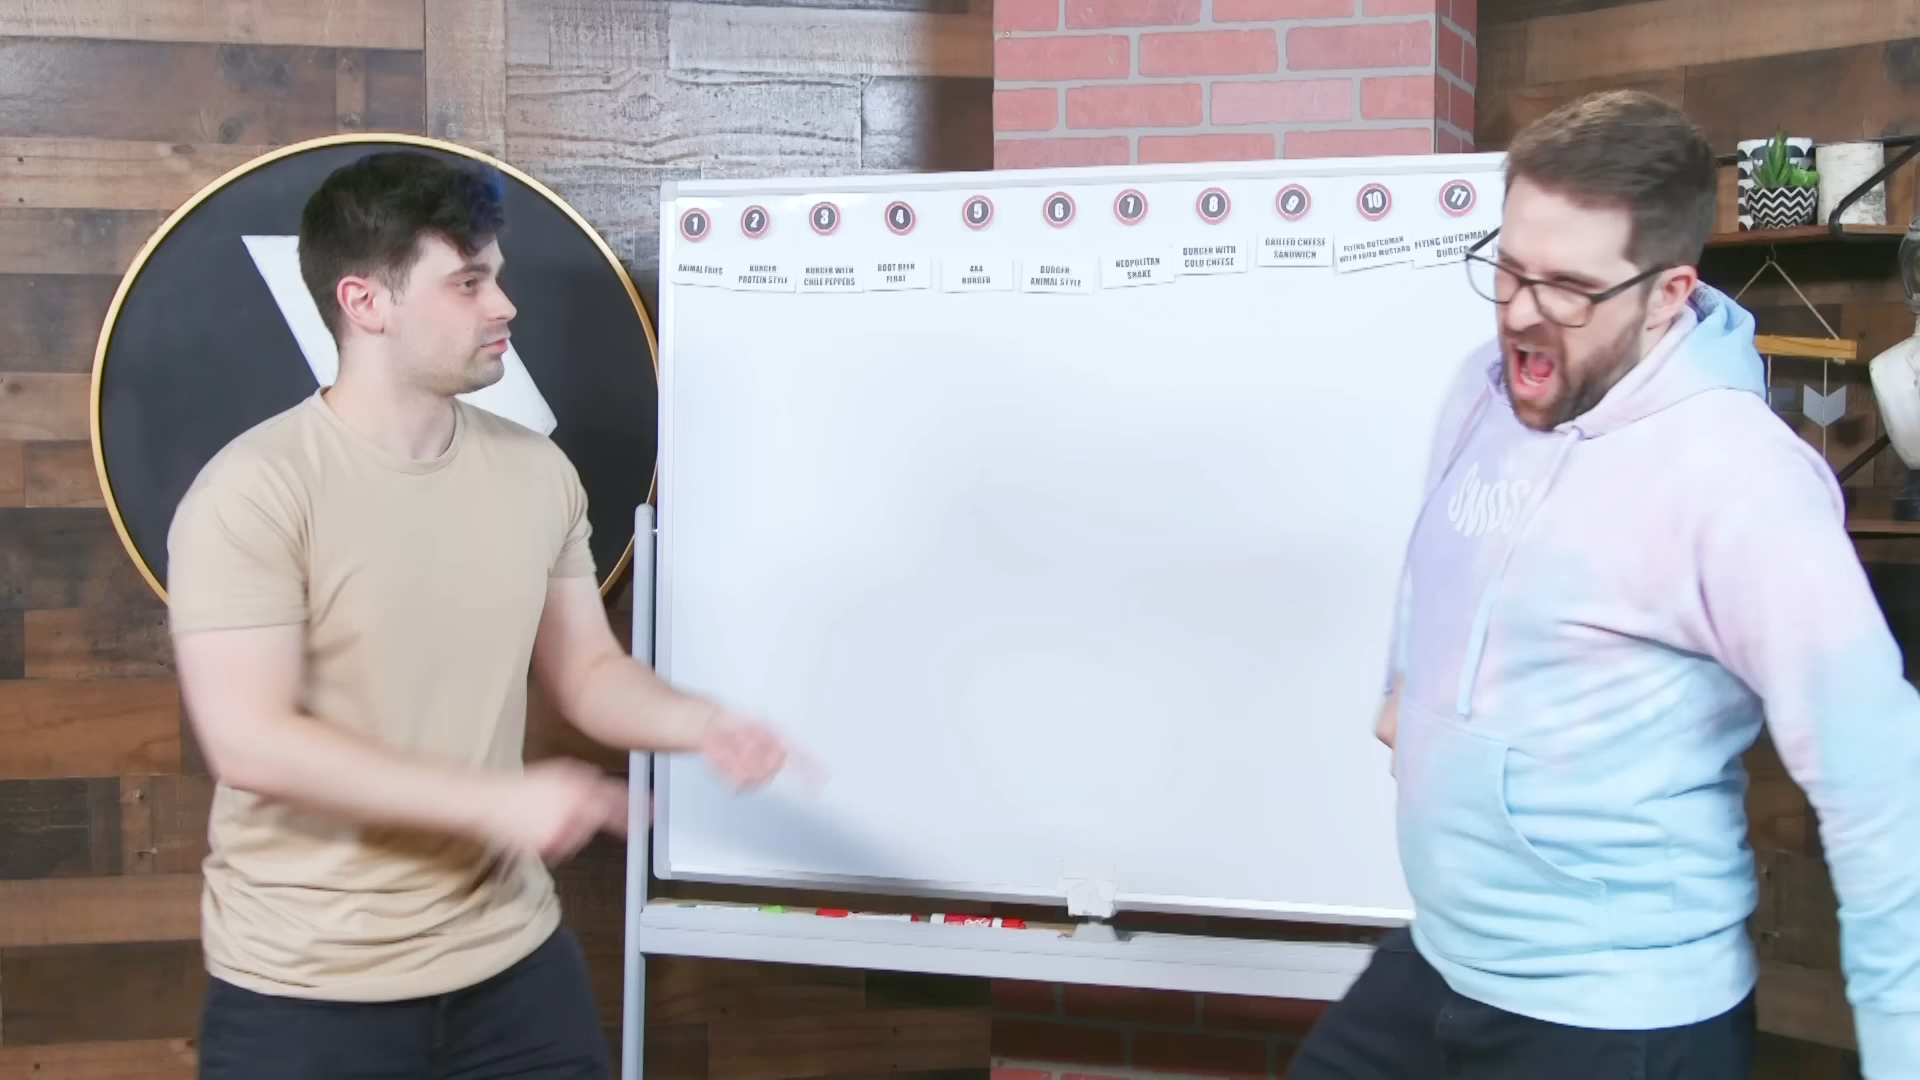 1
2
3
4
5
6
7
8
9
10
11
ANIMAL FRIES
BURGER
PROTEIN STYLE
BURGER WITH
CHILE PEPPERS
ROOT BEER
FLOAT
4X4
BURGER
BURGER
ANIMAL STYLE
NEOPOLITAN
SHAKE
BURGER WITH
COLD CHEESE
GRILLED CHEESE
SANDWICH
FLYING DUTCHMAN
WITH FRIED MUSTARD
FLYING DUTCHMAN
BURGER
SMOS